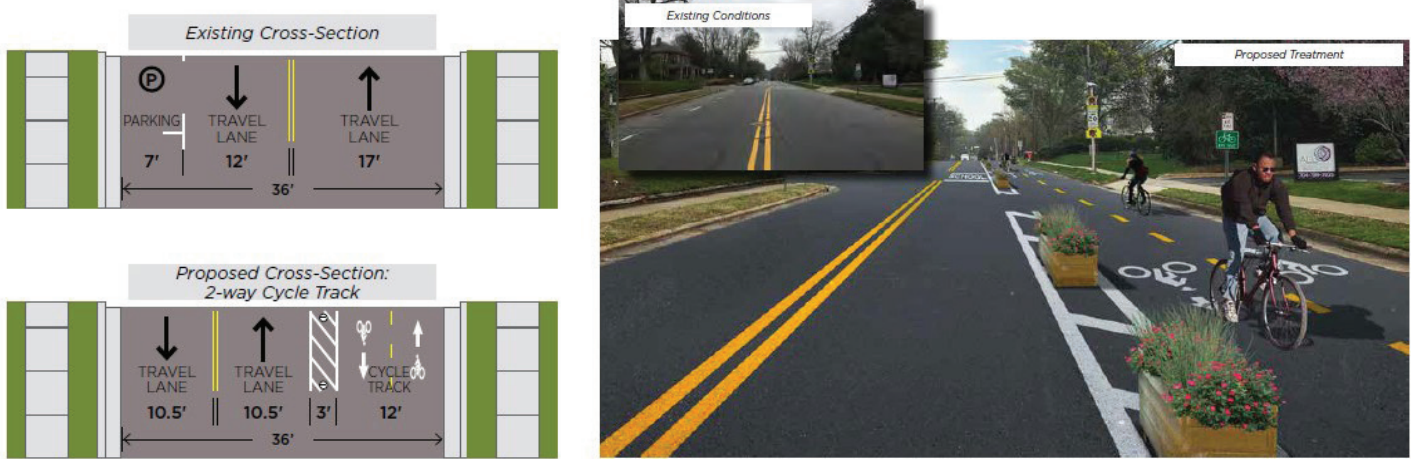 Existing Cross-Section
P
PARKING
TRAVEL
LANE
TRAVEL
LANE
7'
12'
17'
36'
Proposed Cross-Section:
2-way Cycle Track
TRAVEL
LANE
TRAVEL
LANE
CYCLE
TRACK
10.5'
10.5'
3'
12'
36'
Existing Conditions
Proposed Treatment
SCHOOL